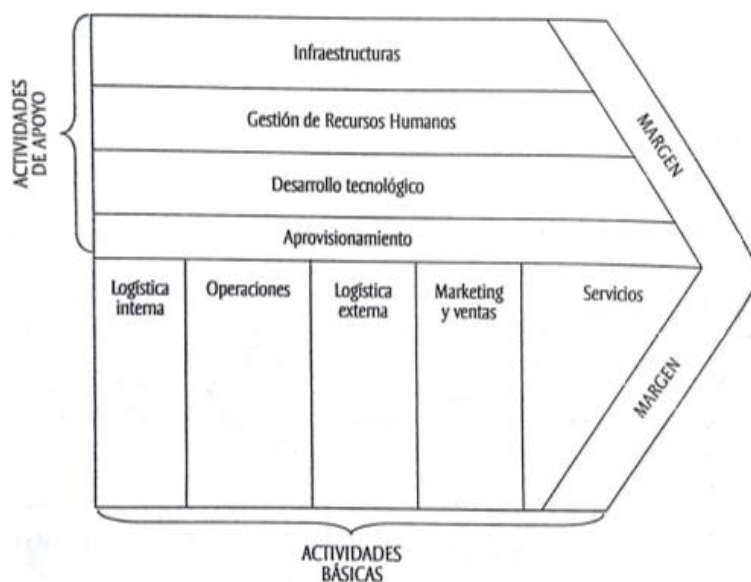 ACTIVIDADES
DE APOYO
Infraestructuras
Gestión de Recursos Humanos
Desarrollo tecnológico
Aprovisionamiento
MARGEN
Logística
interna
Operaciones
Logística
externa
Marketing
y ventas
Servicios
MARGEN
ACTIVIDADES
BÁSICAS